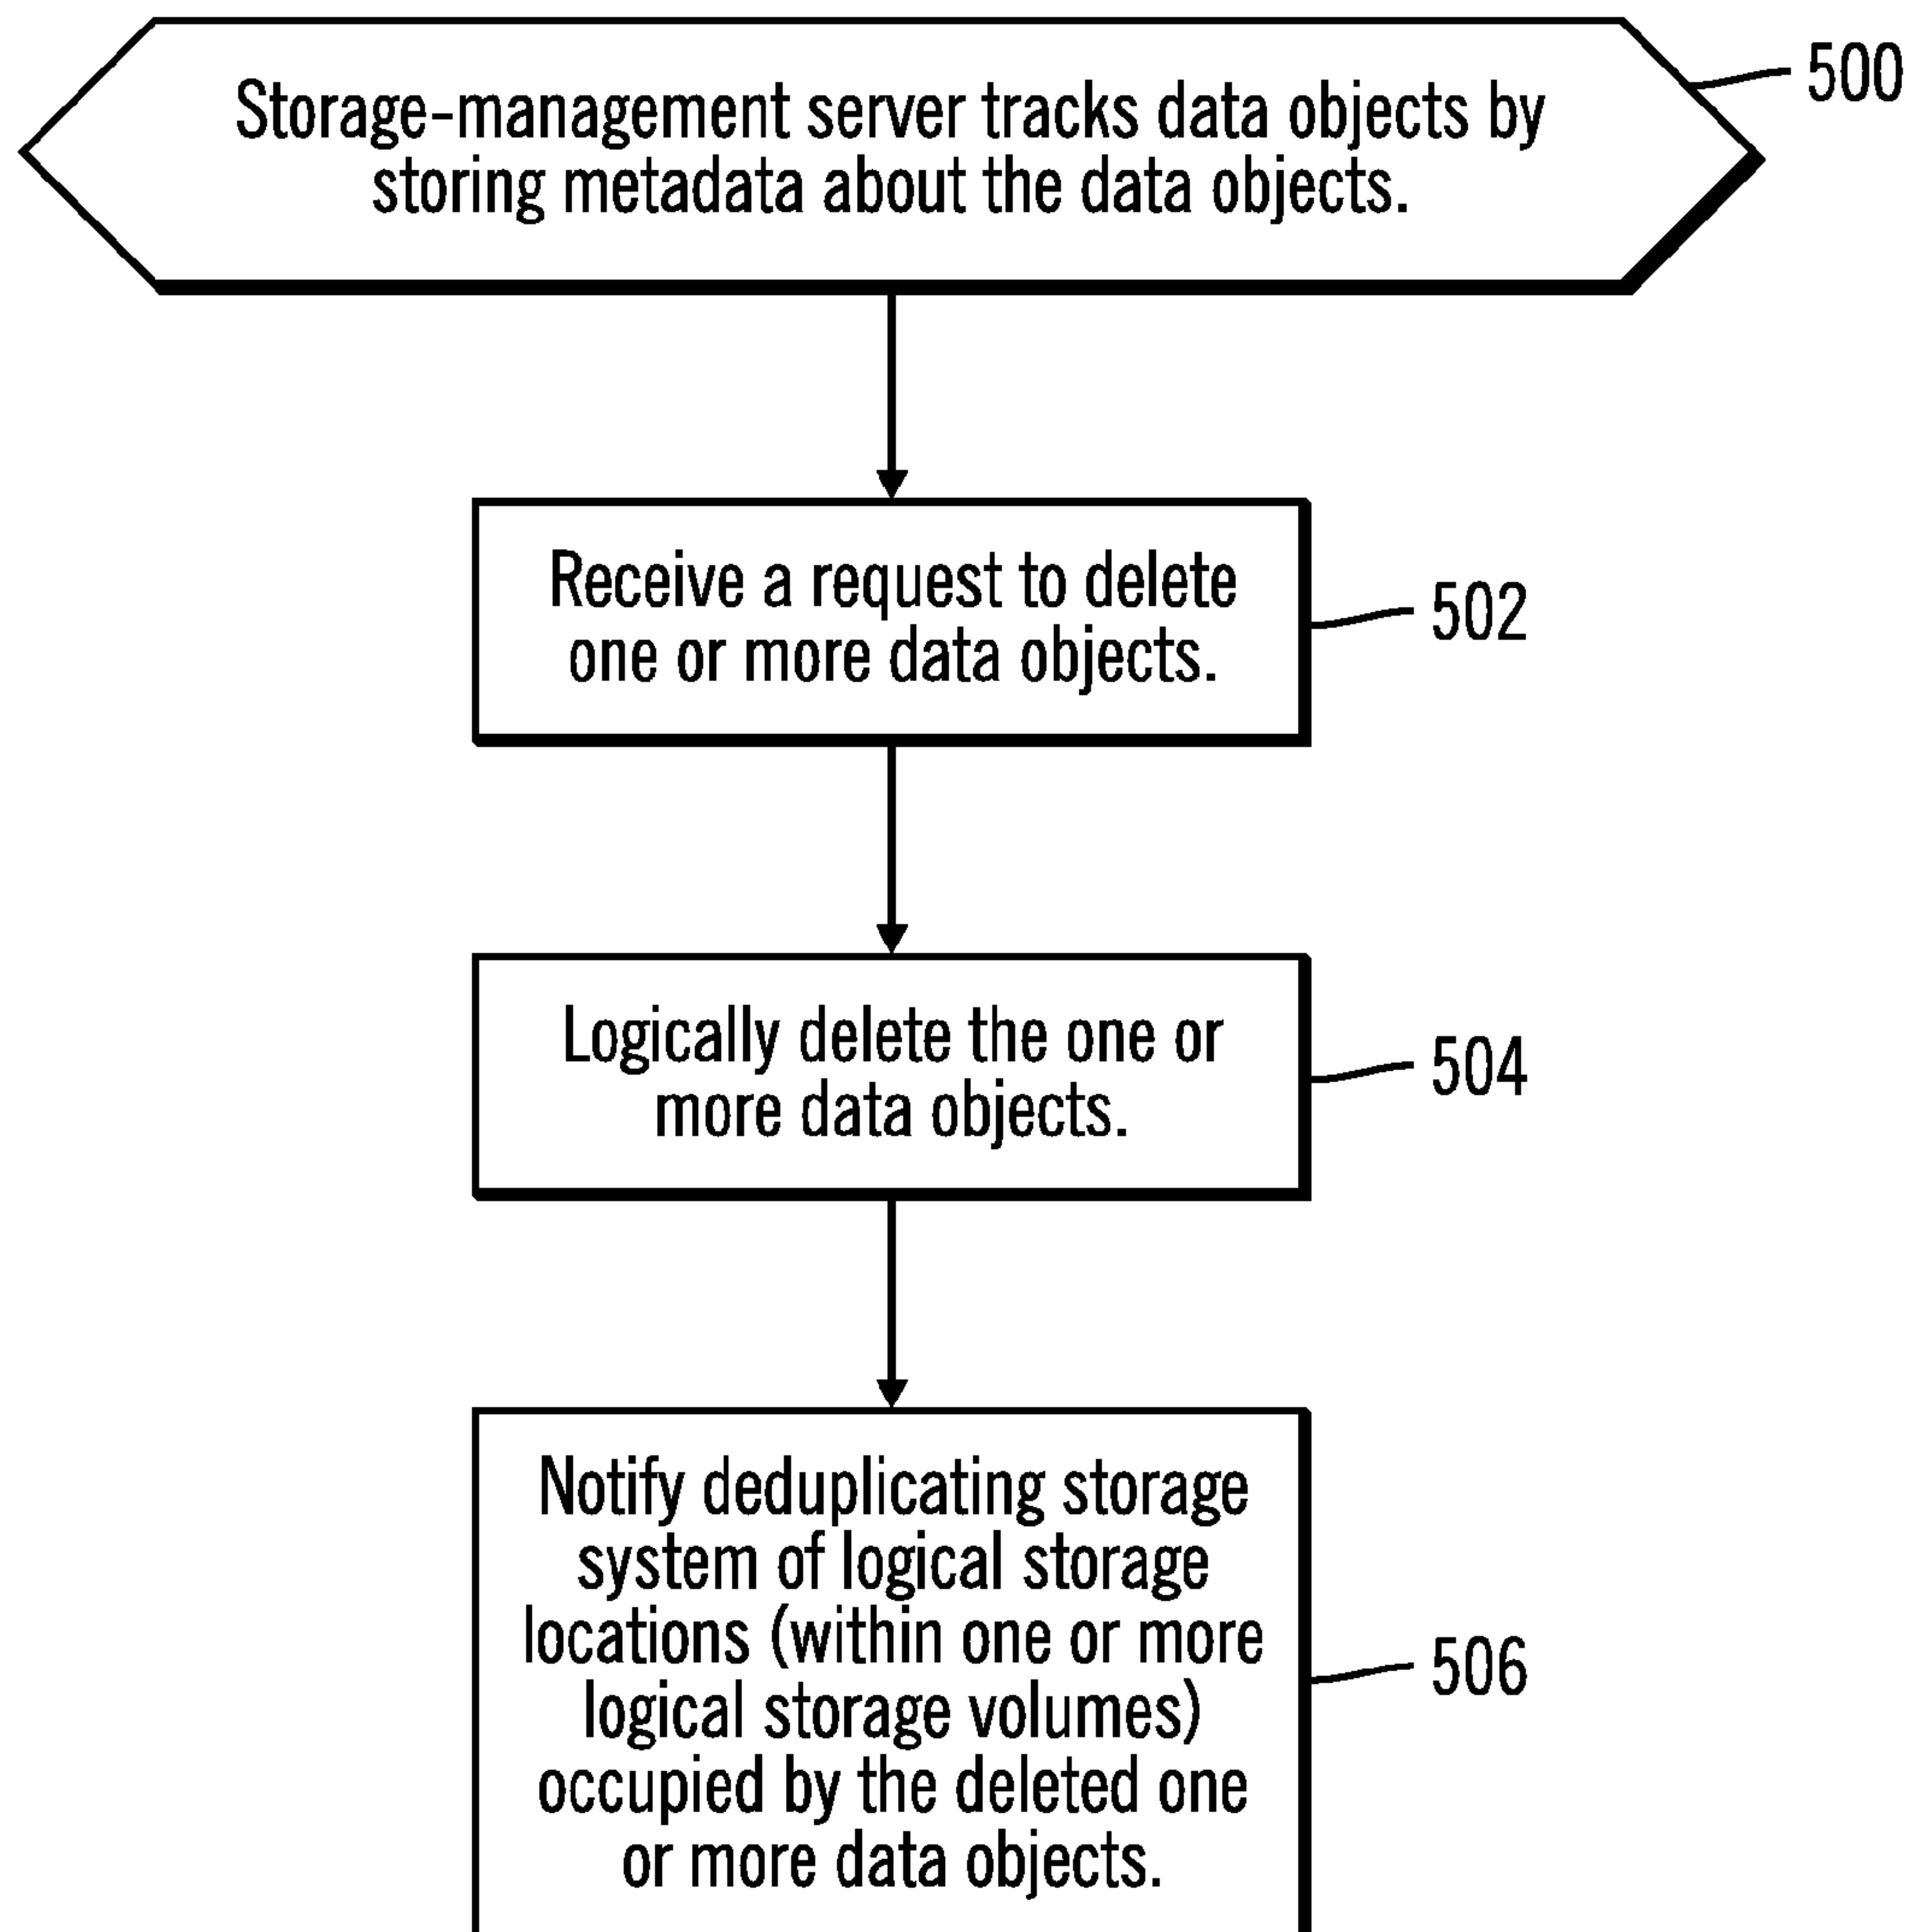 Storage-management server tracks data objects by
storing metadata about the data objects.
500
Receive a request to delete
one or more data objects.
502
Logically delete the one or
more data objects.
504
Notify deduplicating storage
system of logical storage
locations (within one or more
logical storage volumes)
occupied by the deleted one
or more data objects.
506